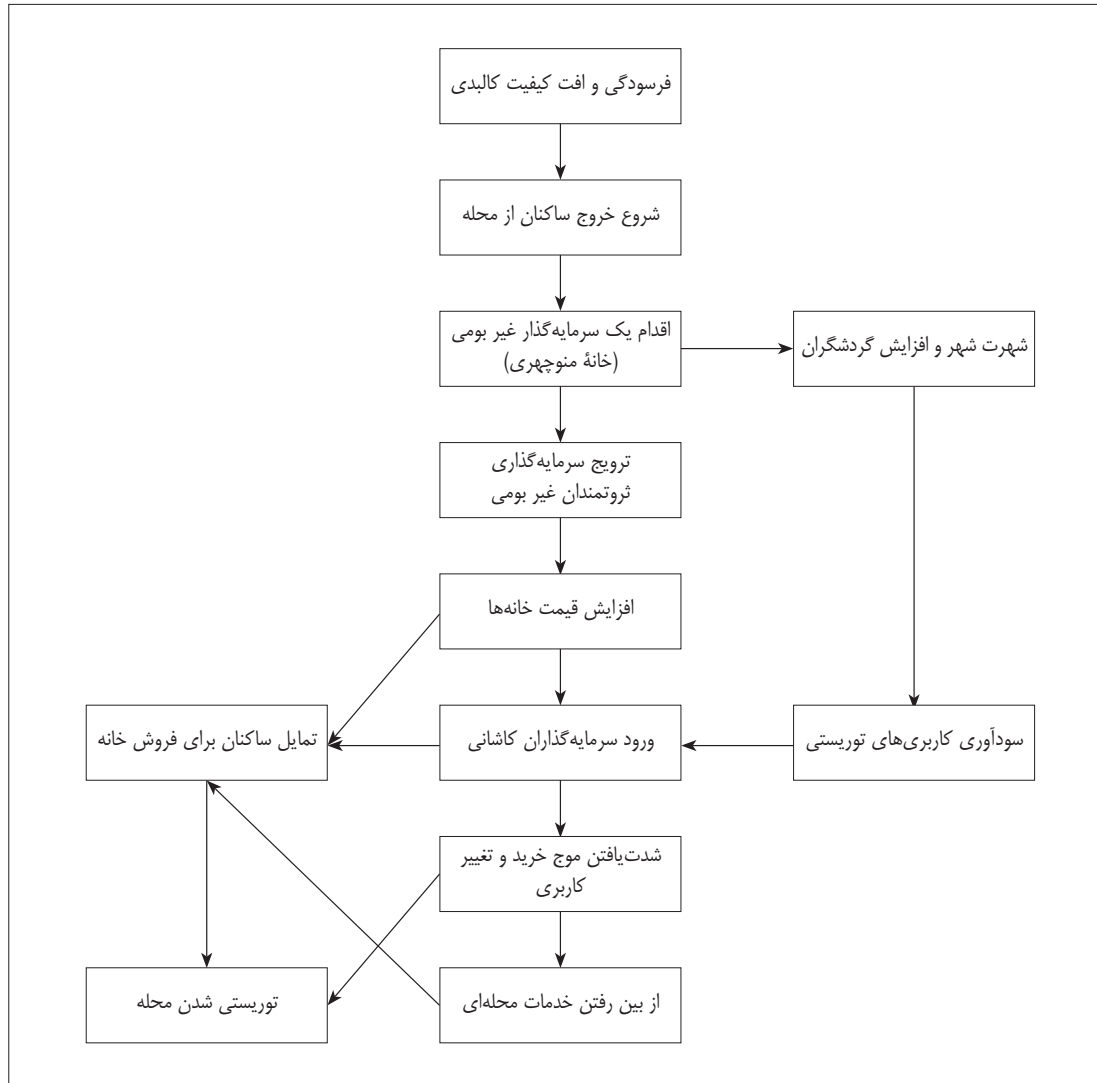 فرسودگی و افت کیفیت کالبدی
شروع خروج ساکنان از محله
اقدام یک سرمایه‌گذار غیر بومی
(خانهٔ منوچهری)
شهرت شهر و افزایش گردشگران
ترویج سرمایه‌گذاری
ثروتمندان غیر بومی
افزایش قیمت خانه‌ها
سودآوری کاربری‌های توریستی
ورود سرمایه‌گذاران کاشانی
تمایل ساکنان برای فروش خانه
شدت‌یافتن موج خرید و تغییر
کاربری
از بین رفتن خدمات محله‌ای
توریستی شدن محله